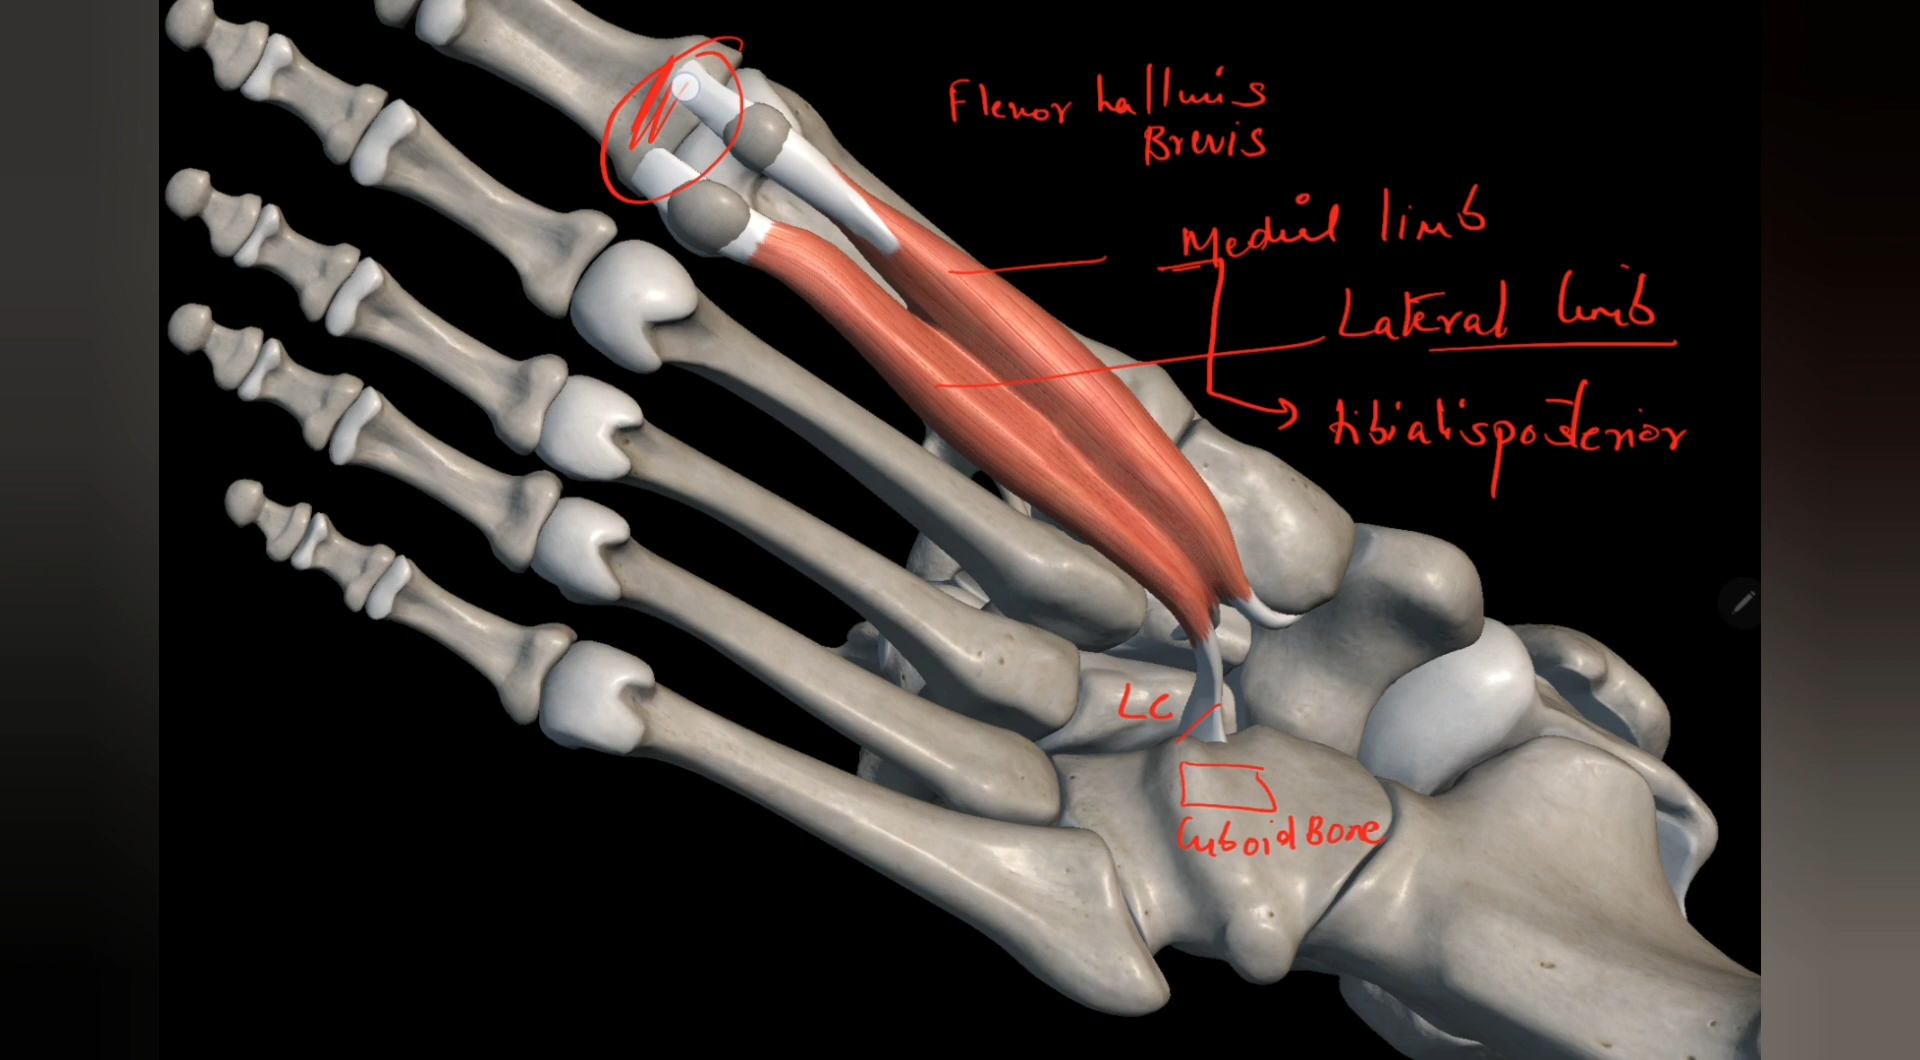 Flexor hallucis
Brevis
Medial limb
Lateral limb
tibialis posterior
LC
Cuboid Bone